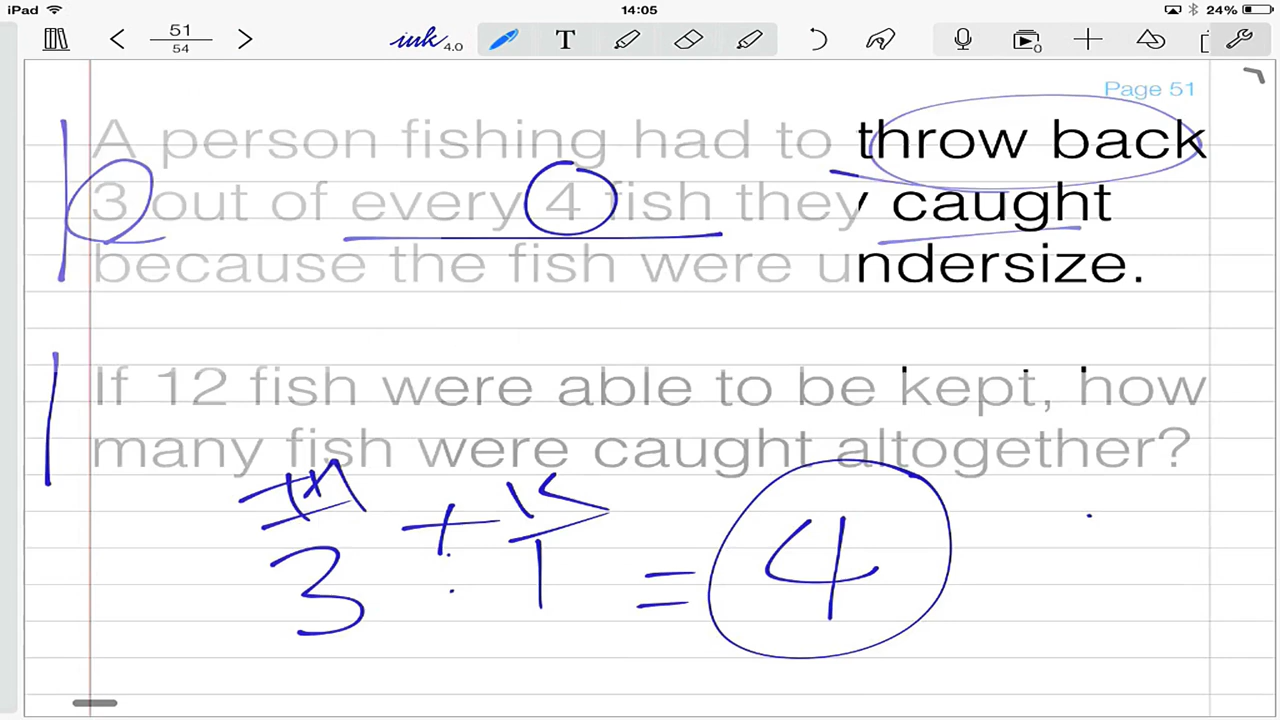 iPad 14:05 24%
51
54
ink 4.0 T 0
Page 51
A person fishing had to throw back
3 out of every 4 fish they caught
because the fish were undersize.
If 12 fish were able to be kept, how
many fish were caught altogether?
3 + 1 = 4